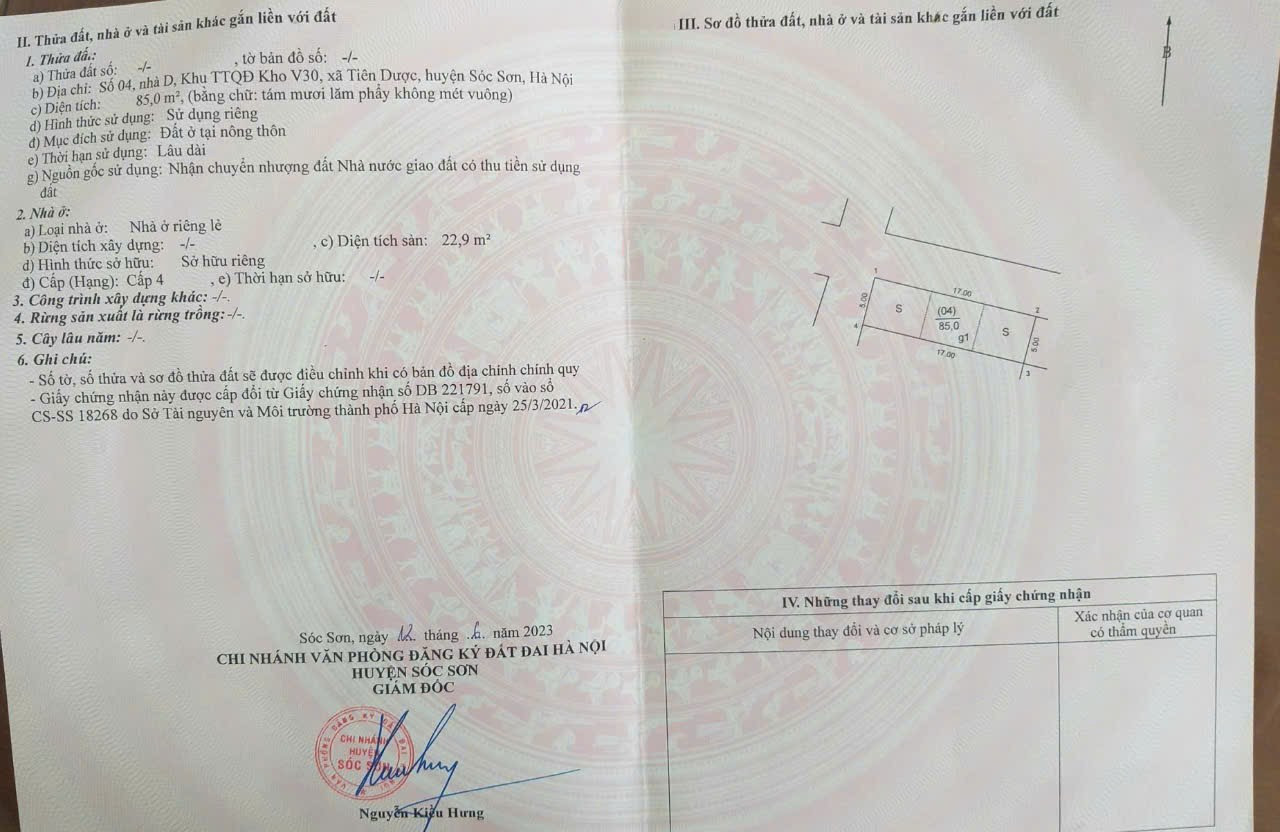 II. Thửa đất, nhà ở và tài sản khác gắn liền với đất
1. Thửa đất:
a) Thửa đất số: -/- , tờ bản đồ số: -/-
b) Địa chỉ: Số 04, nhà D, Khu TTQĐ Kho V30, xã Tiên Dược, huyện Sóc Sơn, Hà Nội
c) Diện tích: 85,0 m², (bằng chữ: tám mươi lăm phẩy không mét vuông)
d) Hình thức sử dụng: Sử dụng riêng
đ) Mục đích sử dụng: Đất ở tại nông thôn
e) Thời hạn sử dụng: Lâu dài
g) Nguồn gốc sử dụng: Nhận chuyển nhượng đất Nhà nước giao đất có thu tiền sử dụng
đất
2. Nhà ở:
a) Loại nhà ở: Nhà ở riêng lẻ
b) Diện tích xây dựng: -/- , c) Diện tích sàn: 22,9 m²
d) Hình thức sở hữu: Sở hữu riêng
đ) Cấp (Hạng): Cấp 4 , e) Thời hạn sở hữu: -/-
3. Công trình xây dựng khác: -/-.
4. Rừng sản xuất là rừng trồng: -/-.
5. Cây lâu năm: -/-.
6. Ghi chú:
- Số tờ, số thửa và sơ đồ thửa đất sẽ được điều chỉnh khi có bản đồ địa chính chính quy
- Giấy chứng nhận này được cấp đổi từ Giấy chứng nhận số DB 221791, số vào sổ
CS-SS 18268 do Sở Tài nguyên và Môi trường thành phố Hà Nội cấp ngày 25/3/2021.
Sóc Sơn, ngày 12 tháng năm 2023
CHI NHÁNH VĂN PHÒNG ĐĂNG KÝ ĐẤT ĐAI HÀ NỘI
HUYỆN SÓC SƠN
GIÁM ĐỐC
VĂN PHÒNG ĐĂNG KÝ ĐẤT ĐAI
CHI NHÁNH
HUYỆN
SÓC SƠN
Nguyễn Kiều Hưng
III. Sơ đồ thửa đất, nhà ở và tài sản khác gắn liền với đất
B
1
17.00
2
5.00
S
(04)
85,0
g1
S
5.00
4
17.00
3
IV. Những thay đổi sau khi cấp giấy chứng nhận
Nội dung thay đổi và cơ sở pháp lý
Xác nhận của cơ quan
có thẩm quyền